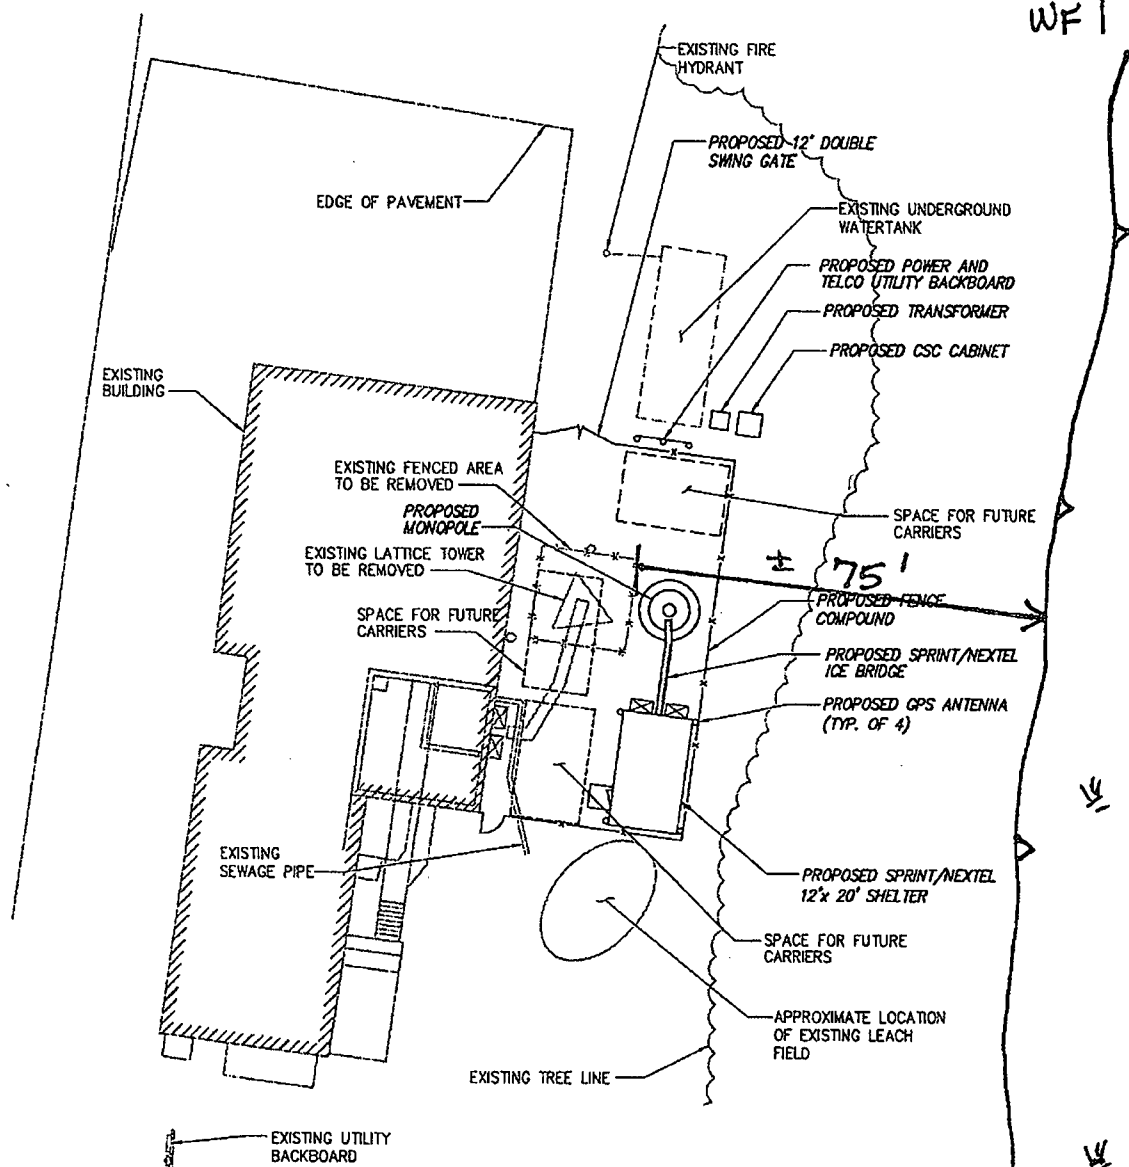 WF 1
EXISTING FIRE
HYDRANT
PROPOSED 12' DOUBLE
SWING GATE
EDGE OF PAVEMENT
EXISTING UNDERGROUND
WATERTANK
PROPOSED POWER AND
TELCO UTILITY BACKBOARD
PROPOSED TRANSFORMER
PROPOSED CSC CABINET
EXISTING
BUILDING
EXISTING FENCED AREA
TO BE REMOVED
PROPOSED
MONOPOLE
SPACE FOR FUTURE
CARRIERS
EXISTING LATTICE TOWER
TO BE REMOVED
± 75'
PROPOSED FENCE
COMPOUND
SPACE FOR FUTURE
CARRIERS
PROPOSED SPRINT/NEXTEL
ICE BRIDGE
PROPOSED GPS ANTENNA
(TYP. OF 4)
EXISTING
SEWAGE PIPE
PROPOSED SPRINT/NEXTEL
12'x 20' SHELTER
SPACE FOR FUTURE
CARRIERS
APPROXIMATE LOCATION
OF EXISTING LEACH
FIELD
EXISTING TREE LINE
EXISTING UTILITY
BACKBOARD